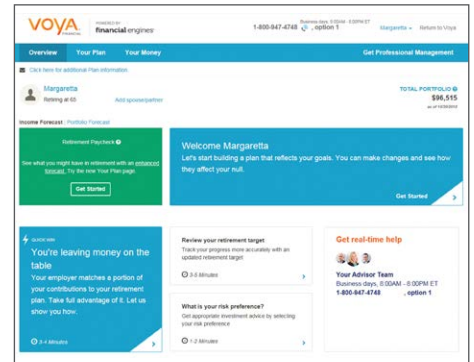 VOYA
FINANCIAL
POWERED BY
financial engines
Business days, 8:00AM - 8:00PM ET
1-800-947-4748 , option 1
Margaretta
Return to Voya
Overview
Your Plan
Your Money
Get Professional Management
Click here for additional Plan information.
Margaretta
Retiring at 65
Add spouse/partner
TOTAL PORTFOLIO
$96,515
Income Forecast | Portfolio Forecast
Retirement Paycheck
See what you might have in retirement with an enhanced
forecast. Try the new Your Plan page.
Get Started
Welcome Margaretta
Let's start building a plan that reflects your goals. You can make changes and see how
they affect your null.
Get Started
QUICK WIN
You're leaving money on the
table
Your employer matches a portion of
your contributions to your retirement
plan. Take full advantage of it. Let us
show you how.
3-4 Minutes
Review your retirement target
Track your progress more accurately with an
updated retirement target
Minutes
What is your risk preference?
Get appropriate investment advice by selecting
your risk preference
1-2 Minutes
Get real-time help
Your Advisor Team
Business days, 8:00AM - 8:00PM ET
1-800-947-4748 , option 1